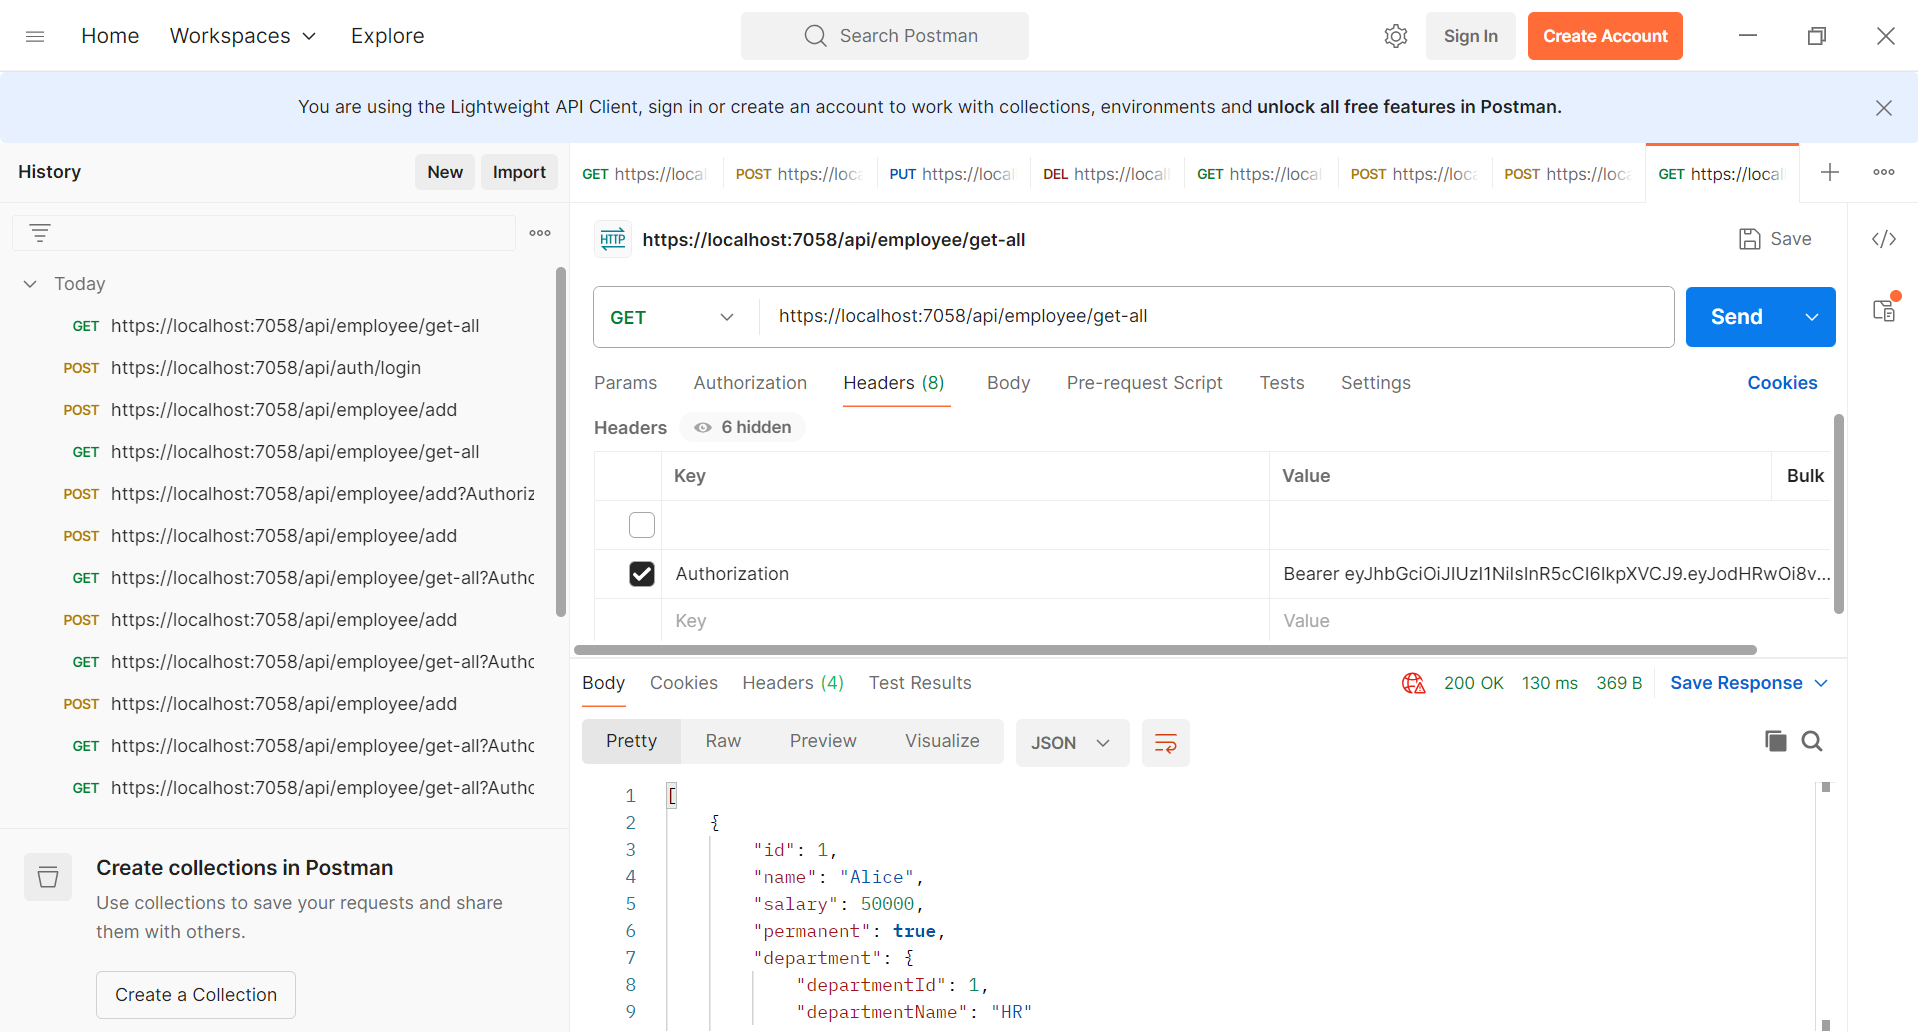 Home Workspaces Explore Search Postman Sign In Create Account
You are using the Lightweight API Client, sign in or create an account to work with collections, environments and unlock all free features in Postman.
History New Import
GET https://local POST https://loca PUT https://local DEL https://locall GET https://local POST https://loca POST https://loca GET https://local
Today
GET https://localhost:7058/api/employee/get-all
POST https://localhost:7058/api/auth/login
POST https://localhost:7058/api/employee/add
GET https://localhost:7058/api/employee/get-all
POST https://localhost:7058/api/employee/add?Authoriz
POST https://localhost:7058/api/employee/add
GET https://localhost:7058/api/employee/get-all?Autho
POST https://localhost:7058/api/employee/add
GET https://localhost:7058/api/employee/get-all?Autho
POST https://localhost:7058/api/employee/add
GET https://localhost:7058/api/employee/get-all?Autho
GET https://localhost:7058/api/employee/get-all?Autho
Create collections in Postman
Use collections to save your requests and share
them with others.
Create a Collection
HTTP https://localhost:7058/api/employee/get-all Save
GET https://localhost:7058/api/employee/get-all Send
Params Authorization Headers (8) Body Pre-request Script Tests Settings Cookies
Headers 6 hidden
Key Value Bulk
Authorization Bearer eyJhbGciOiJIUzI1NiIsInR5cCI6IkpXVCJ9.eyJodHRwOi8v...
Key Value
Body Cookies Headers (4) Test Results 200 OK 130 ms 369 B Save Response
Pretty Raw Preview Visualize JSON
1 [
2 {
3 "id": 1,
4 "name": "Alice",
5 "salary": 50000,
6 "permanent": true,
7 "department": {
8 "departmentId": 1,
9 "departmentName": "HR"